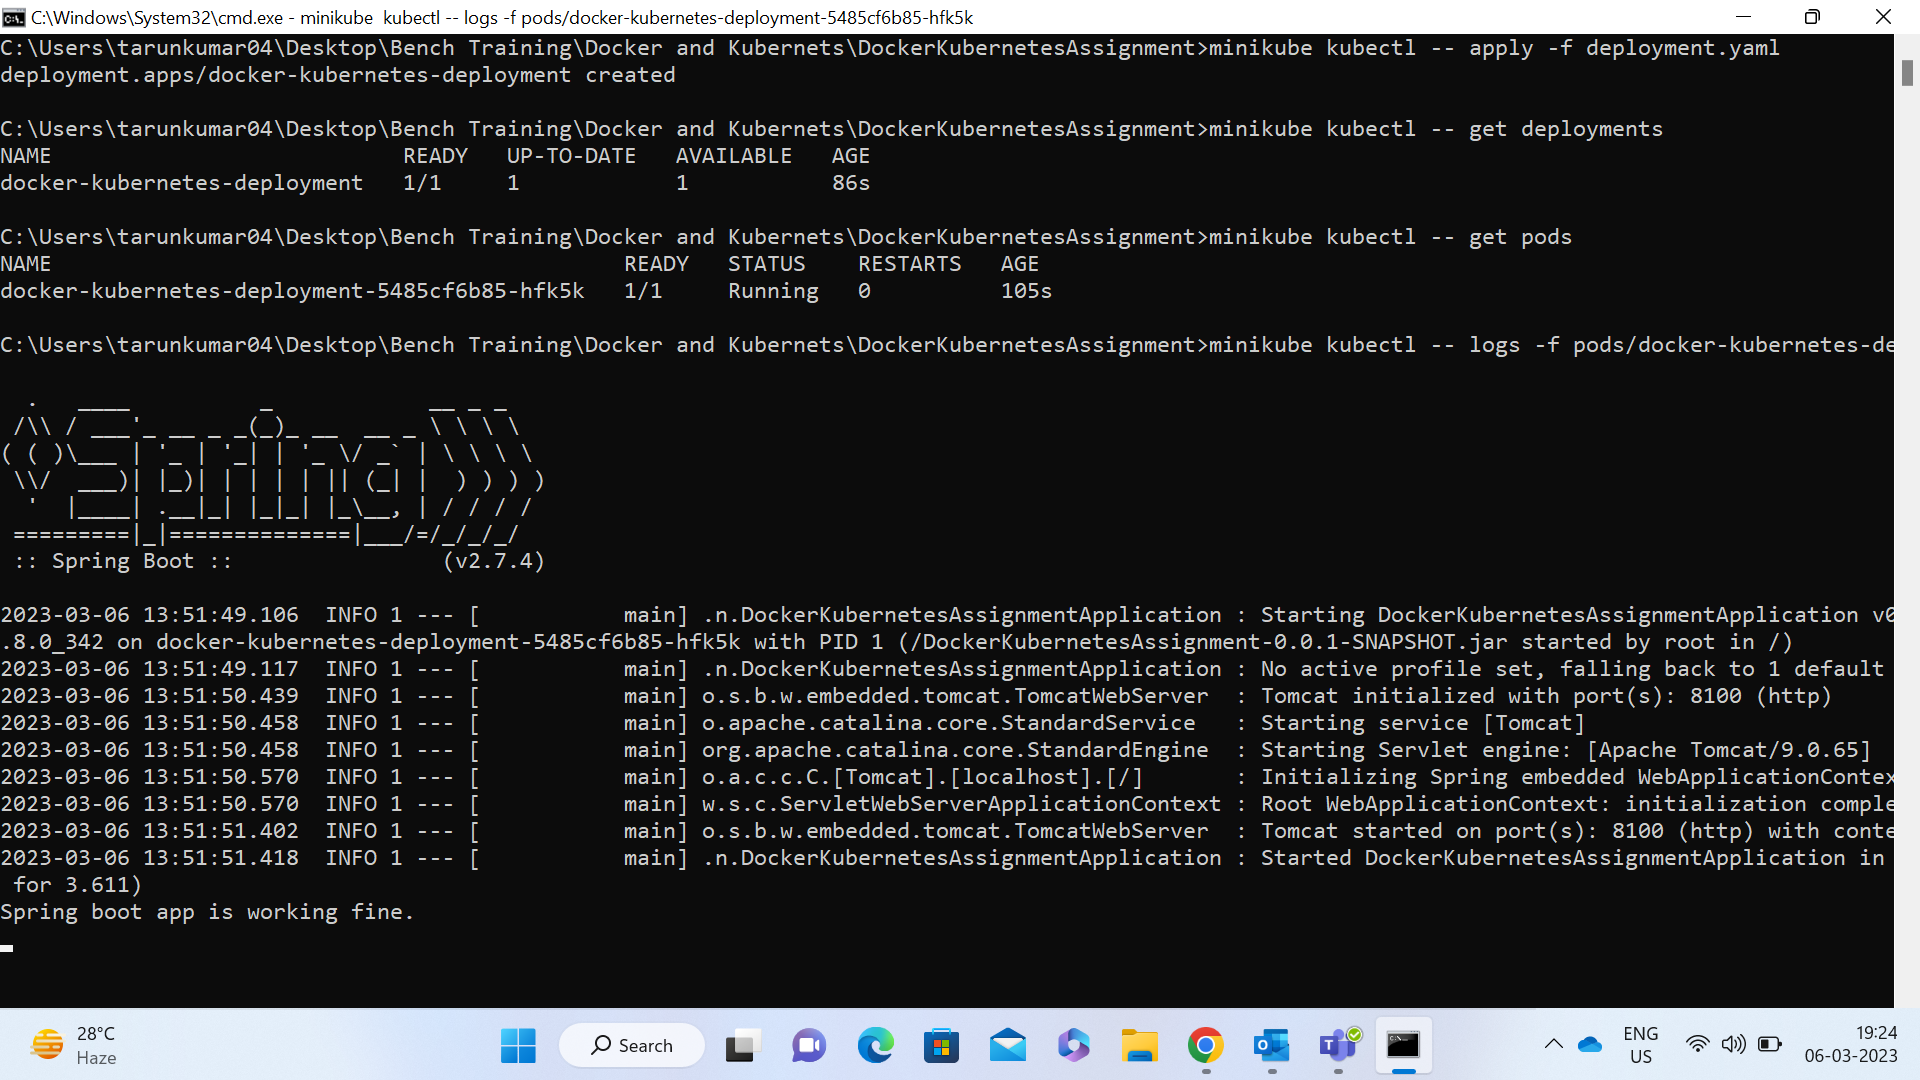 C:\Windows\System32\cmd.exe - minikube  kubectl -- logs -f pods/docker-kubernetes-deployment-5485cf6b85-hfk5k
C:\Users\tarunkumar04\Desktop\Bench Training\Docker and Kubernets\DockerKubernetesAssignment>minikube kubectl -- apply -f deployment.yaml
deployment.apps/docker-kubernetes-deployment created
C:\Users\tarunkumar04\Desktop\Bench Training\Docker and Kubernets\DockerKubernetesAssignment>minikube kubectl -- get deployments
NAME                           READY   UP-TO-DATE   AVAILABLE   AGE
docker-kubernetes-deployment   1/1     1            1           86s
C:\Users\tarunkumar04\Desktop\Bench Training\Docker and Kubernets\DockerKubernetesAssignment>minikube kubectl -- get pods
NAME                                            READY   STATUS    RESTARTS   AGE
docker-kubernetes-deployment-5485cf6b85-hfk5k   1/1     Running   0          105s
C:\Users\tarunkumar04\Desktop\Bench Training\Docker and Kubernets\DockerKubernetesAssignment>minikube kubectl -- logs -f pods/docker-kubernetes-de
  .   ____          _            __ _ _
 /\\ / ___'_ __ _ _(_)_ __  __ _ \ \ \ \
( ( )\___ | '_ | '_| | '_ \/ _` | \ \ \ \
 \\/  ___)| |_)| | | | | || (_| |  ) ) ) )
  '  |____| .__|_| |_|_| |_\__, | / / / /
 =========|_|==============|___/=/_/_/_/
 :: Spring Boot ::                (v2.7.4)
2023-03-06 13:51:49.106  INFO 1 --- [           main] .n.DockerKubernetesAssignmentApplication : Starting DockerKubernetesAssignmentApplication v0
.8.0_342 on docker-kubernetes-deployment-5485cf6b85-hfk5k with PID 1 (/DockerKubernetesAssignment-0.0.1-SNAPSHOT.jar started by root in /)
2023-03-06 13:51:49.117  INFO 1 --- [           main] .n.DockerKubernetesAssignmentApplication : No active profile set, falling back to 1 default
2023-03-06 13:51:50.439  INFO 1 --- [           main] o.s.b.w.embedded.tomcat.TomcatWebServer  : Tomcat initialized with port(s): 8100 (http)
2023-03-06 13:51:50.458  INFO 1 --- [           main] o.apache.catalina.core.StandardService   : Starting service [Tomcat]
2023-03-06 13:51:50.458  INFO 1 --- [           main] org.apache.catalina.core.StandardEngine  : Starting Servlet engine: [Apache Tomcat/9.0.65]
2023-03-06 13:51:50.570  INFO 1 --- [           main] o.a.c.c.C.[Tomcat].[localhost].[/]       : Initializing Spring embedded WebApplicationContex
2023-03-06 13:51:50.570  INFO 1 --- [           main] w.s.c.ServletWebServerApplicationContext : Root WebApplicationContext: initialization comple
2023-03-06 13:51:51.402  INFO 1 --- [           main] o.s.b.w.embedded.tomcat.TomcatWebServer  : Tomcat started on port(s): 8100 (http) with conte
2023-03-06 13:51:51.418  INFO 1 --- [           main] .n.DockerKubernetesAssignmentApplication : Started DockerKubernetesAssignmentApplication in
 for 3.611)
Spring boot app is working fine.
28°C
Haze
Search
ENG
US
19:24
06-03-2023